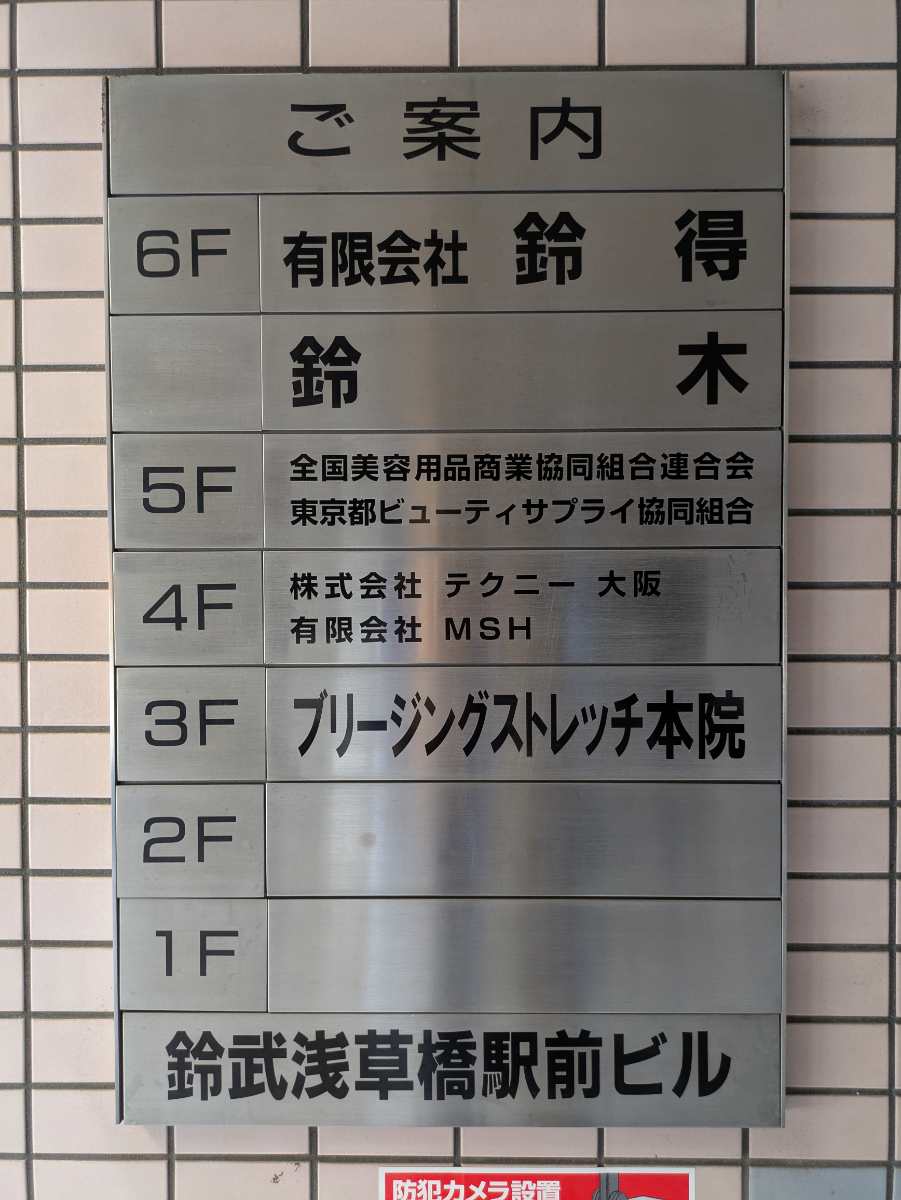 ご案内
6F 有限会社 鈴 得
鈴 木
5F 全国美容用品商業協同組合連合会
東京都ビューティサプライ協同組合
4F 株式会社 テクニー 大阪
有限会社 MSH
3F ブリージングストレッチ本院
2F
1F
鈴武浅草橋駅前ビル
防犯カメラ設置